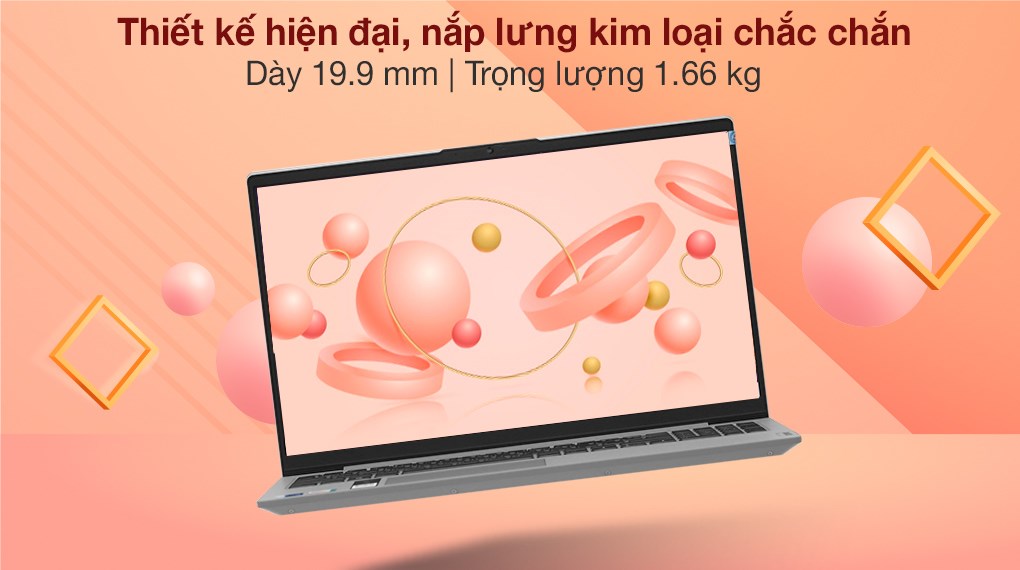 Thiết kế hiện đại, nắp lưng kim loại chắc chắn
Dày 19.9 mm | Trọng lượng 1.66 kg